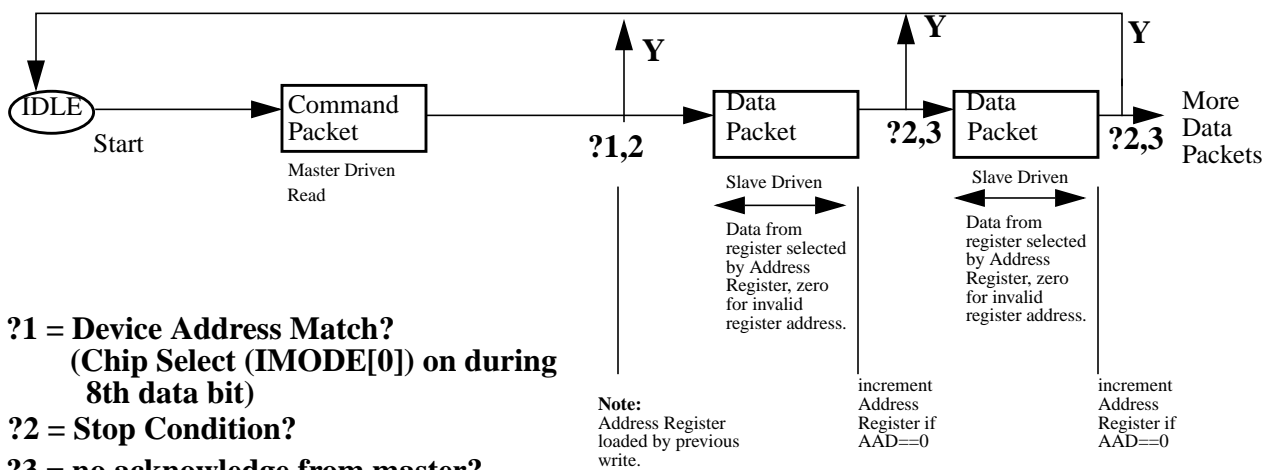 Y
Y
Y
IDLE
Start
Command
Packet
Master Driven
Read
?1,2
Data
Packet
Slave Driven
Data from
register selected
by Address
Register, zero
for invalid
register address.
?2,3
Data
Packet
Slave Driven
Data from
register selected
by Address
Register, zero
for invalid
register address.
?2,3
More
Data
Packets
?1 = Device Address Match?
(Chip Select (IMODE[0]) on during
8th data bit)
?2 = Stop Condition?
?3 = no acknowledge from master?
Note:
Address Register
loaded by previous
write.
increment
Address
Register if
AAD==0
increment
Address
Register if
AAD==0